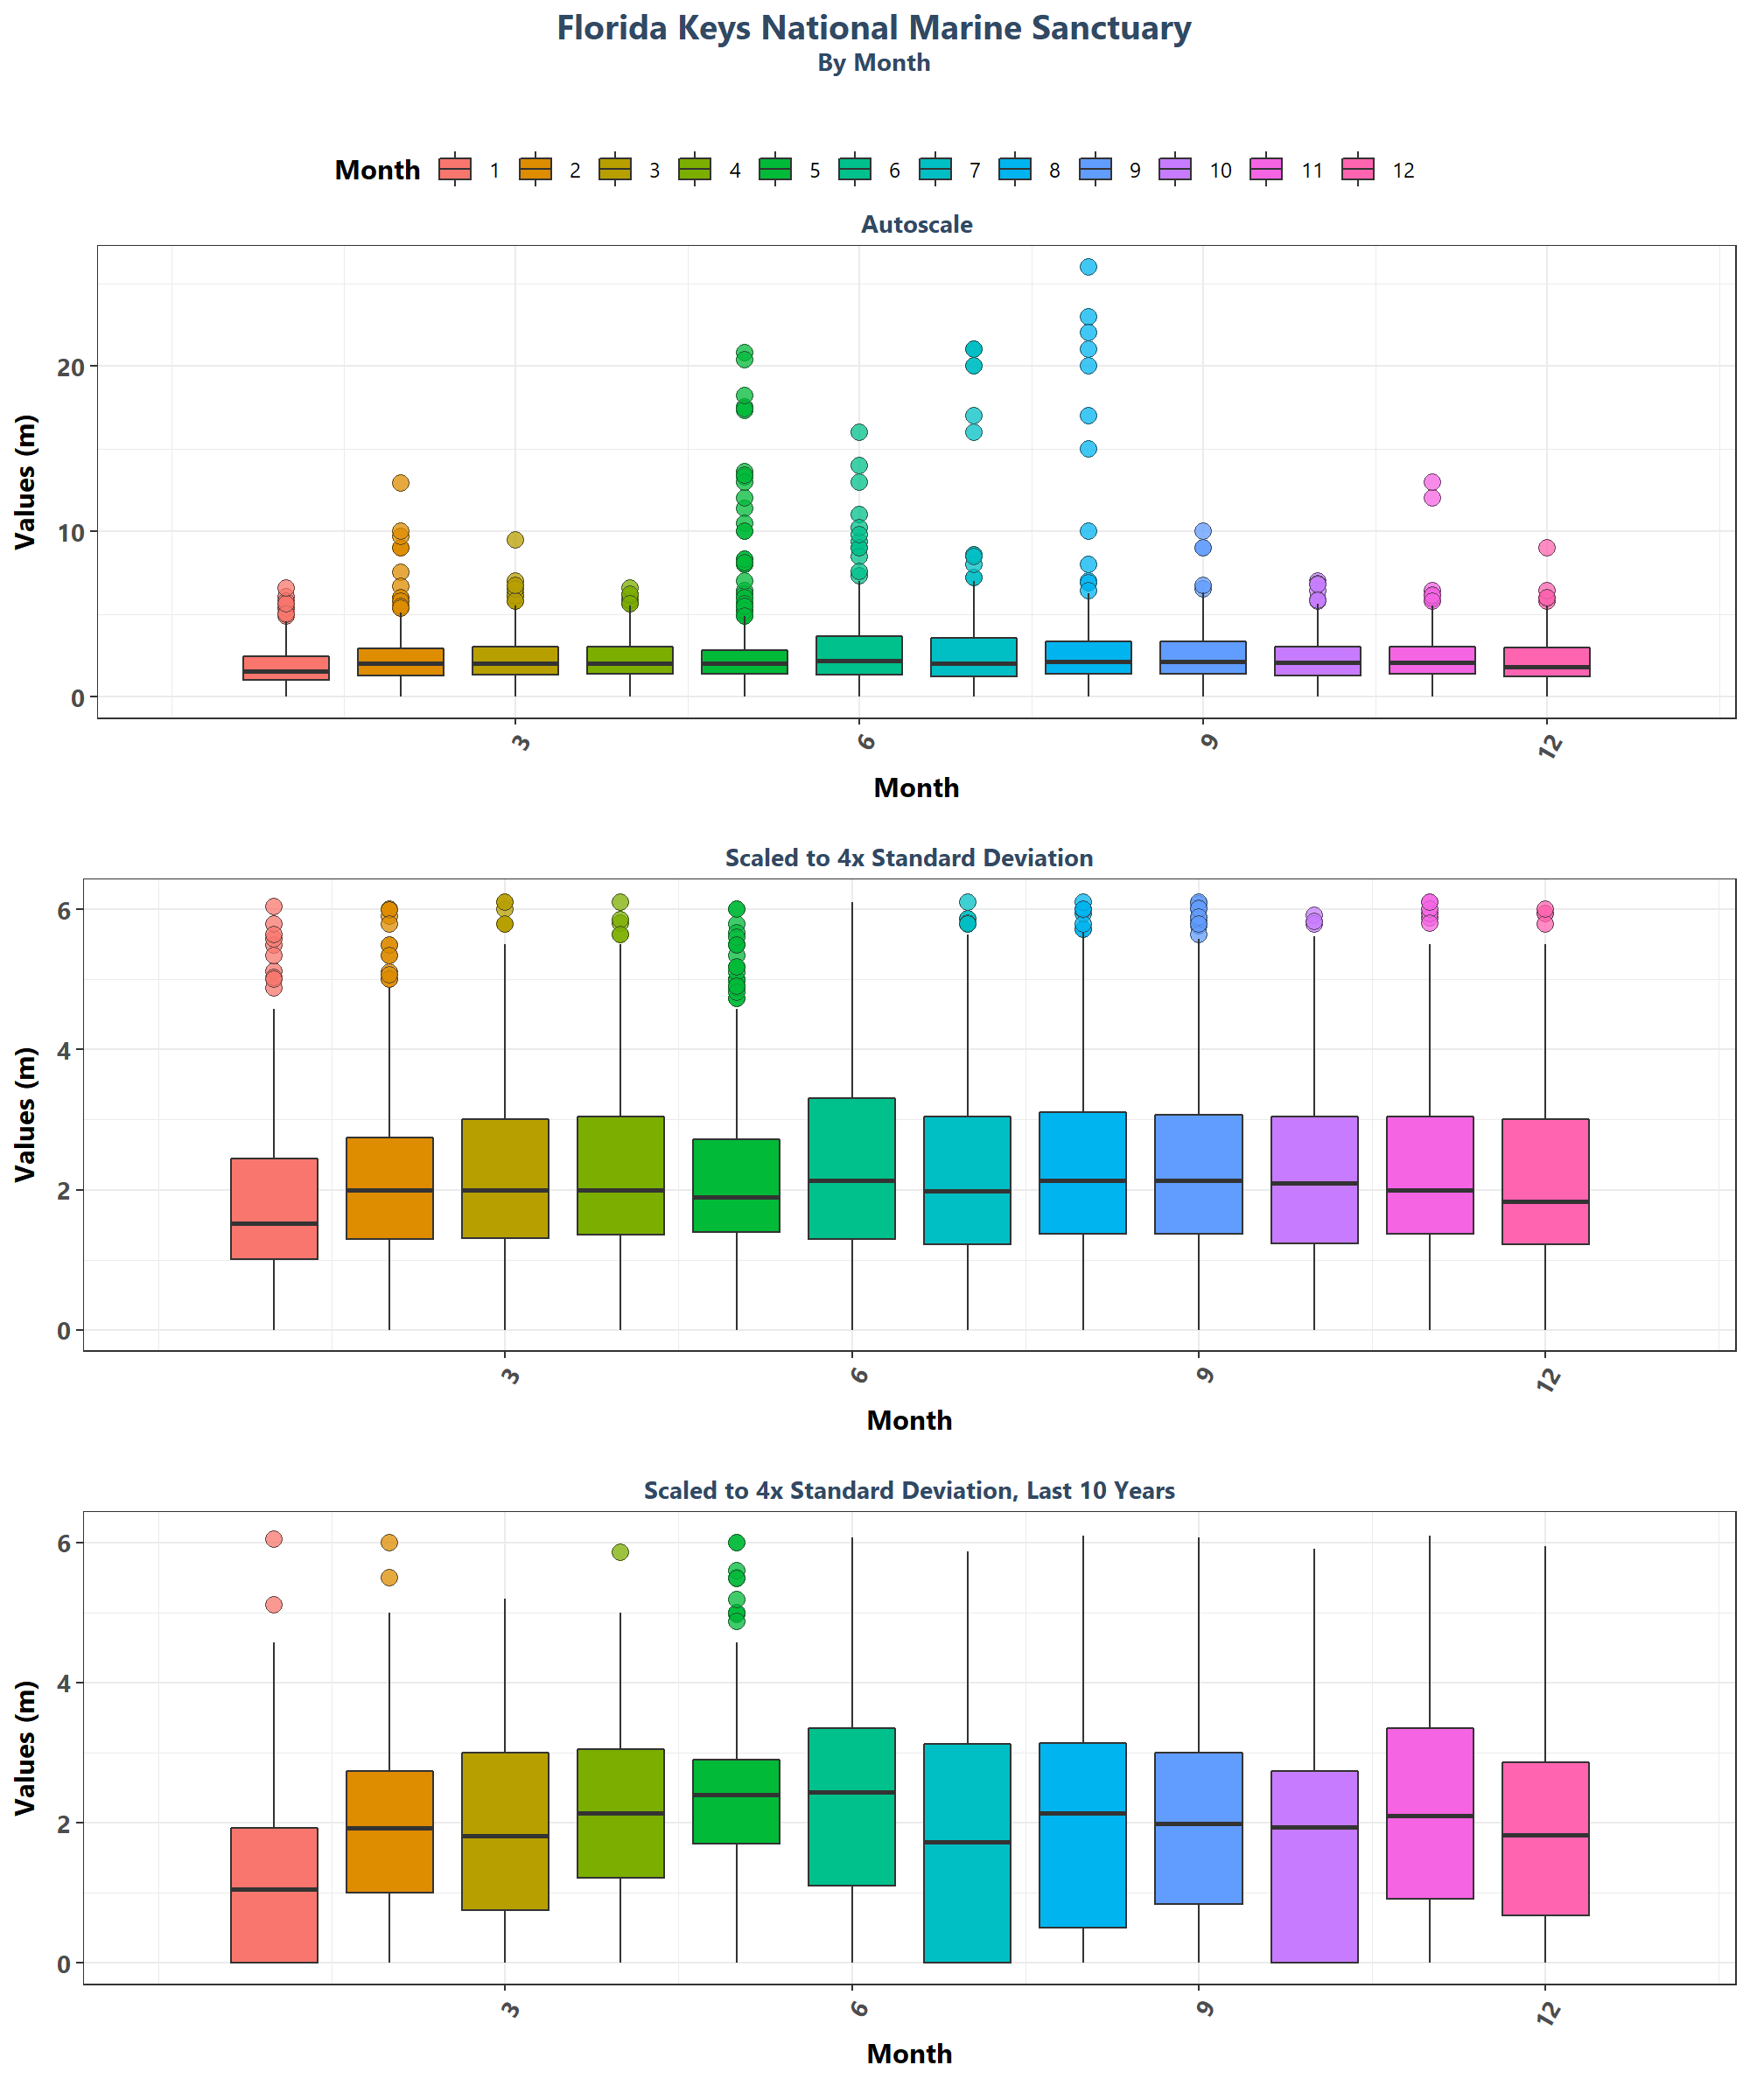 Florida Keys National Marine Sanctuary
By Month
Month 1 2 3 4 5 6 7 8 9 10 11 12
Autoscale
Values (m)
20
10
0
3 6 9 12
Month
Scaled to 4x Standard Deviation
Values (m)
6
4
2
0
3 6 9 12
Month
Scaled to 4x Standard Deviation, Last 10 Years
Values (m)
6
4
2
0
3 6 9 12
Month